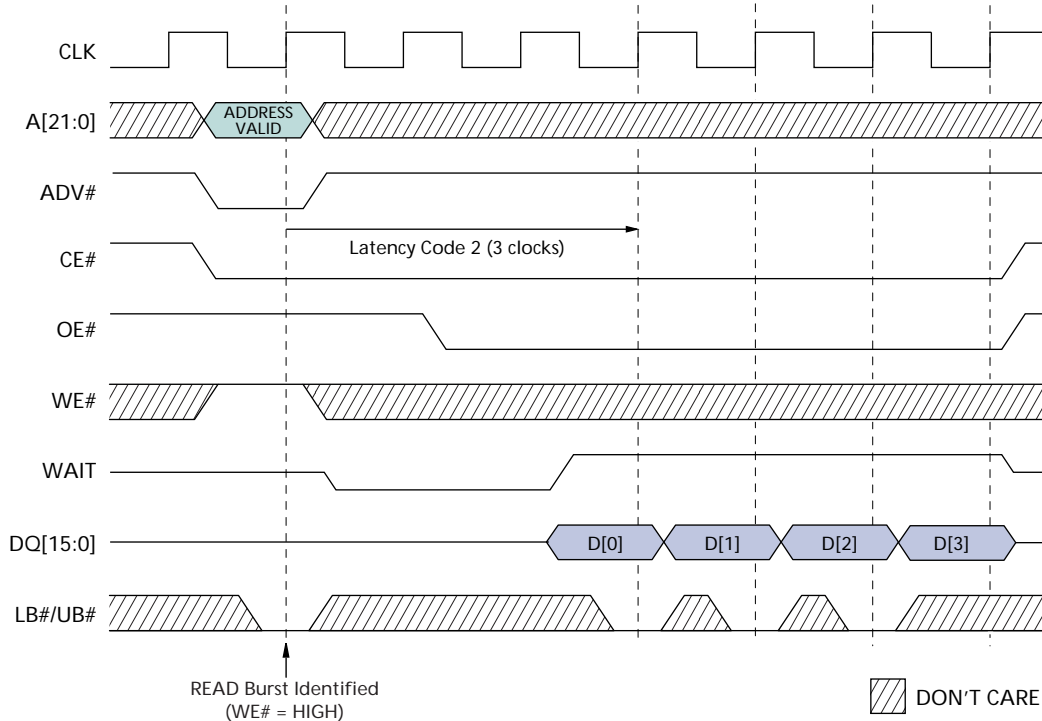 CLK
A[21:0]
ADDRESS
VALID
ADV#
Latency Code 2 (3 clocks)
CE#
OE#
WE#
WAIT
DQ[15:0]
D[0]
D[1]
D[2]
D[3]
LB#/UB#
READ Burst Identified
(WE# = HIGH)
DON'T CARE